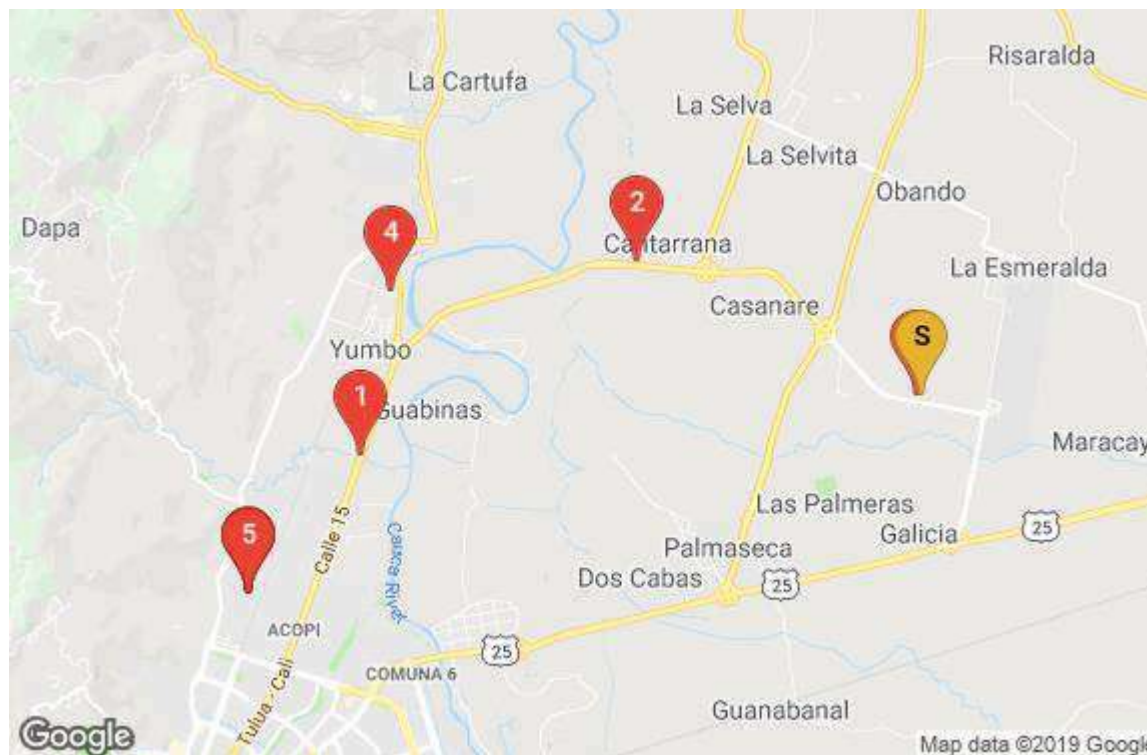 Risaralda
La Cartufa
La Selva
La Selvita
Obando
Dapa
4
2
Cantarrana
La Esmeralda
Casanare
S
Yumbo
1
Guabinas
Maracay
Calle 15
Las Palmeras
25
Galicia
5
Palmaseca
Dos Cabas
25
Cauca River
ACOPI
25
COMUNA 6
Tulua - Cali
Guanabanal
Google
Map data ©2019 Google